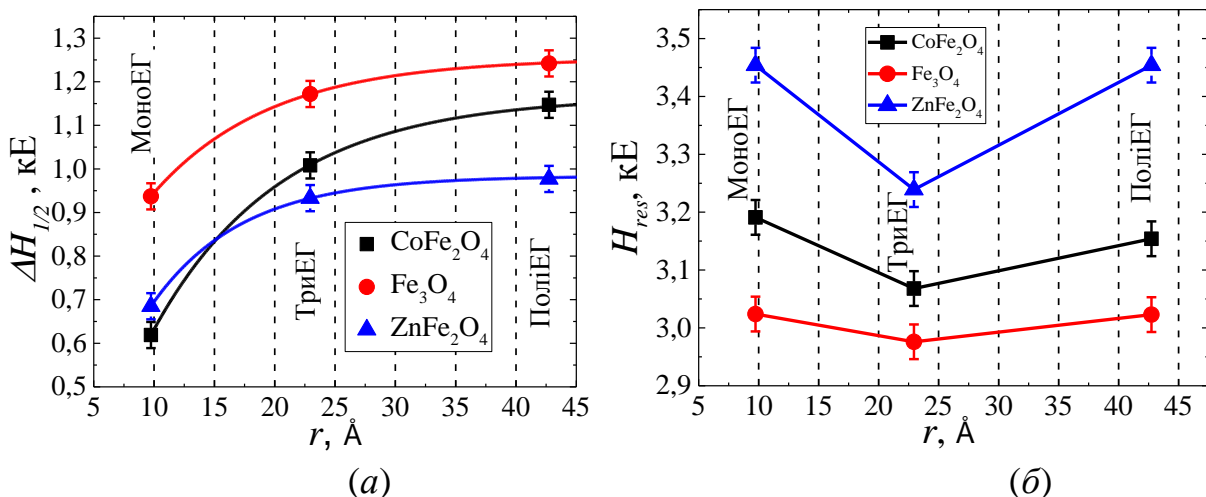 ΔH1/2, кЕ
1,3
1,2
1,1
1,0
0,9
0,8
0,7
0,6
0,5
МоноЕГ
ТриЕГ
ПоліЕГ
CoFe2O4
Fe3O4
ZnFe2O4
5 10 15 20 25 30 35 40 45
r, Å
(а)
Hres, кЕ
3,5
3,4
3,3
3,2
3,1
3,0
2,9
МоноЕГ
ТриЕГ
ПоліЕГ
CoFe2O4
Fe3O4
ZnFe2O4
5 10 15 20 25 30 35 40 45
r, Å
(б)